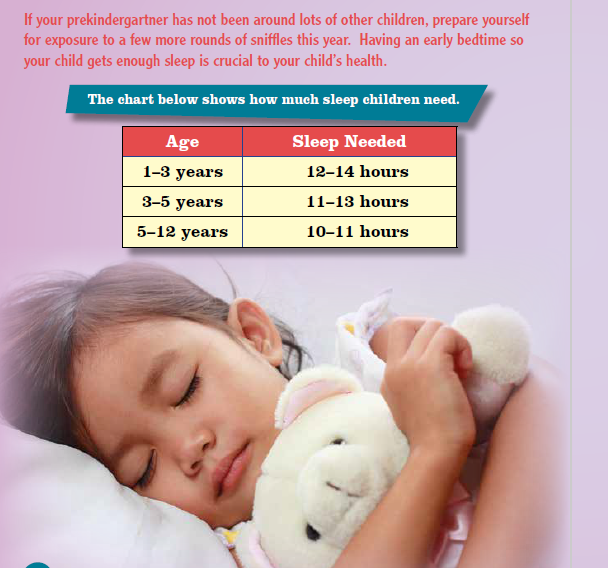 If your prekindergartner has not been around lots of other children, prepare yourself
for exposure to a few more rounds of sniffles this year.  Having an early bedtime so
your child gets enough sleep is crucial to your child's health.
The chart below shows how much sleep children need.
Age Sleep Needed
1–3 years 12–14 hours
3–5 years 11–13 hours
5–12 years 10–11 hours